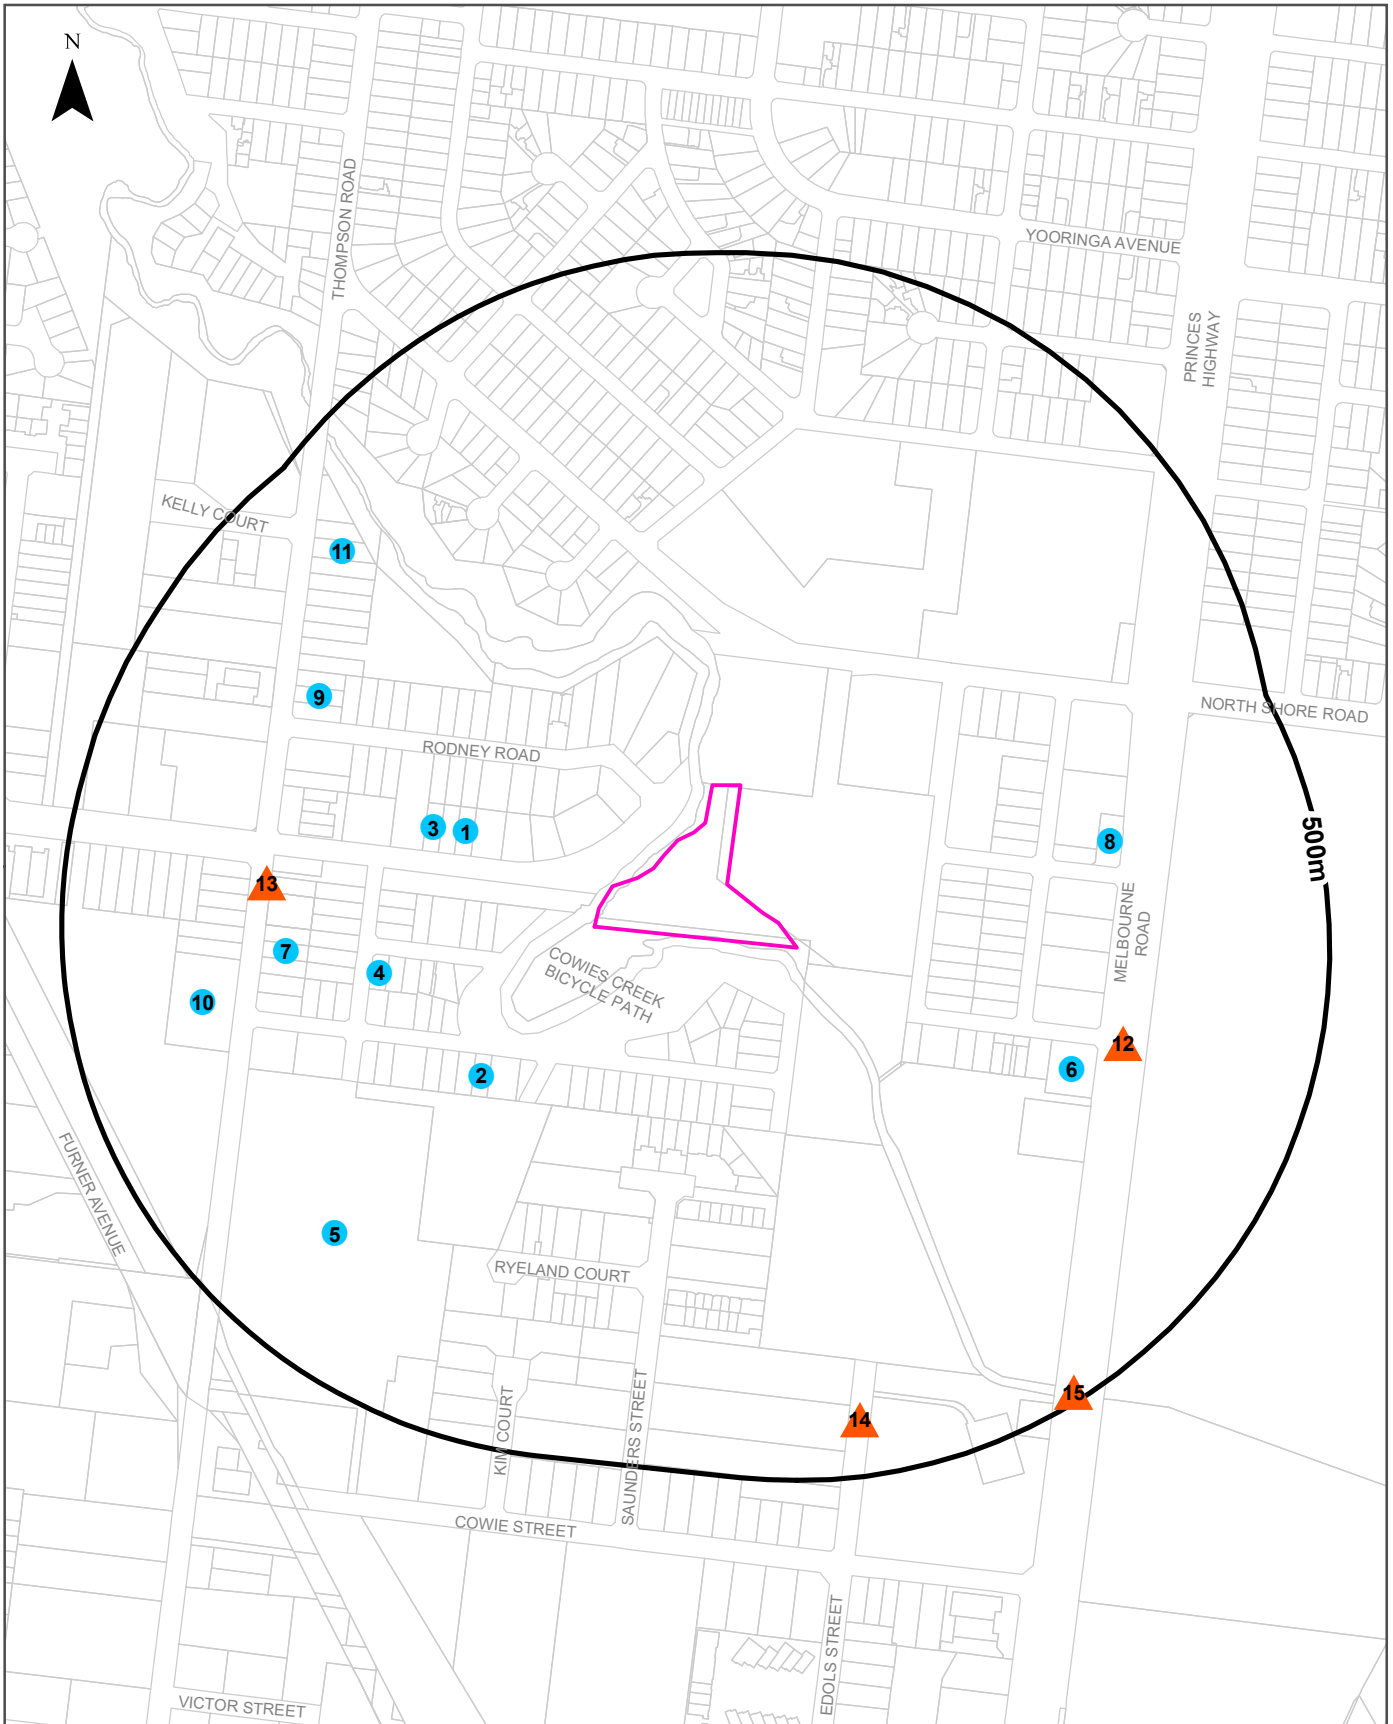 N
THOMPSON ROAD
YOORINGA AVENUE
PRINCES
HIGHWAY
KELLY COURT
11
9
NORTH SHORE ROAD
RODNEY ROAD
3
1
8
500m
13
MELBOURNE
ROAD
7
4
COWIES CREEK
BICYCLE PATH
10
12
6
2
FURNER AVENUE
5
RYELAND COURT
15
14
KIM COURT
SAUNDERS STREET
COWIE STREET
EDOLS STREET
VICTOR STREET